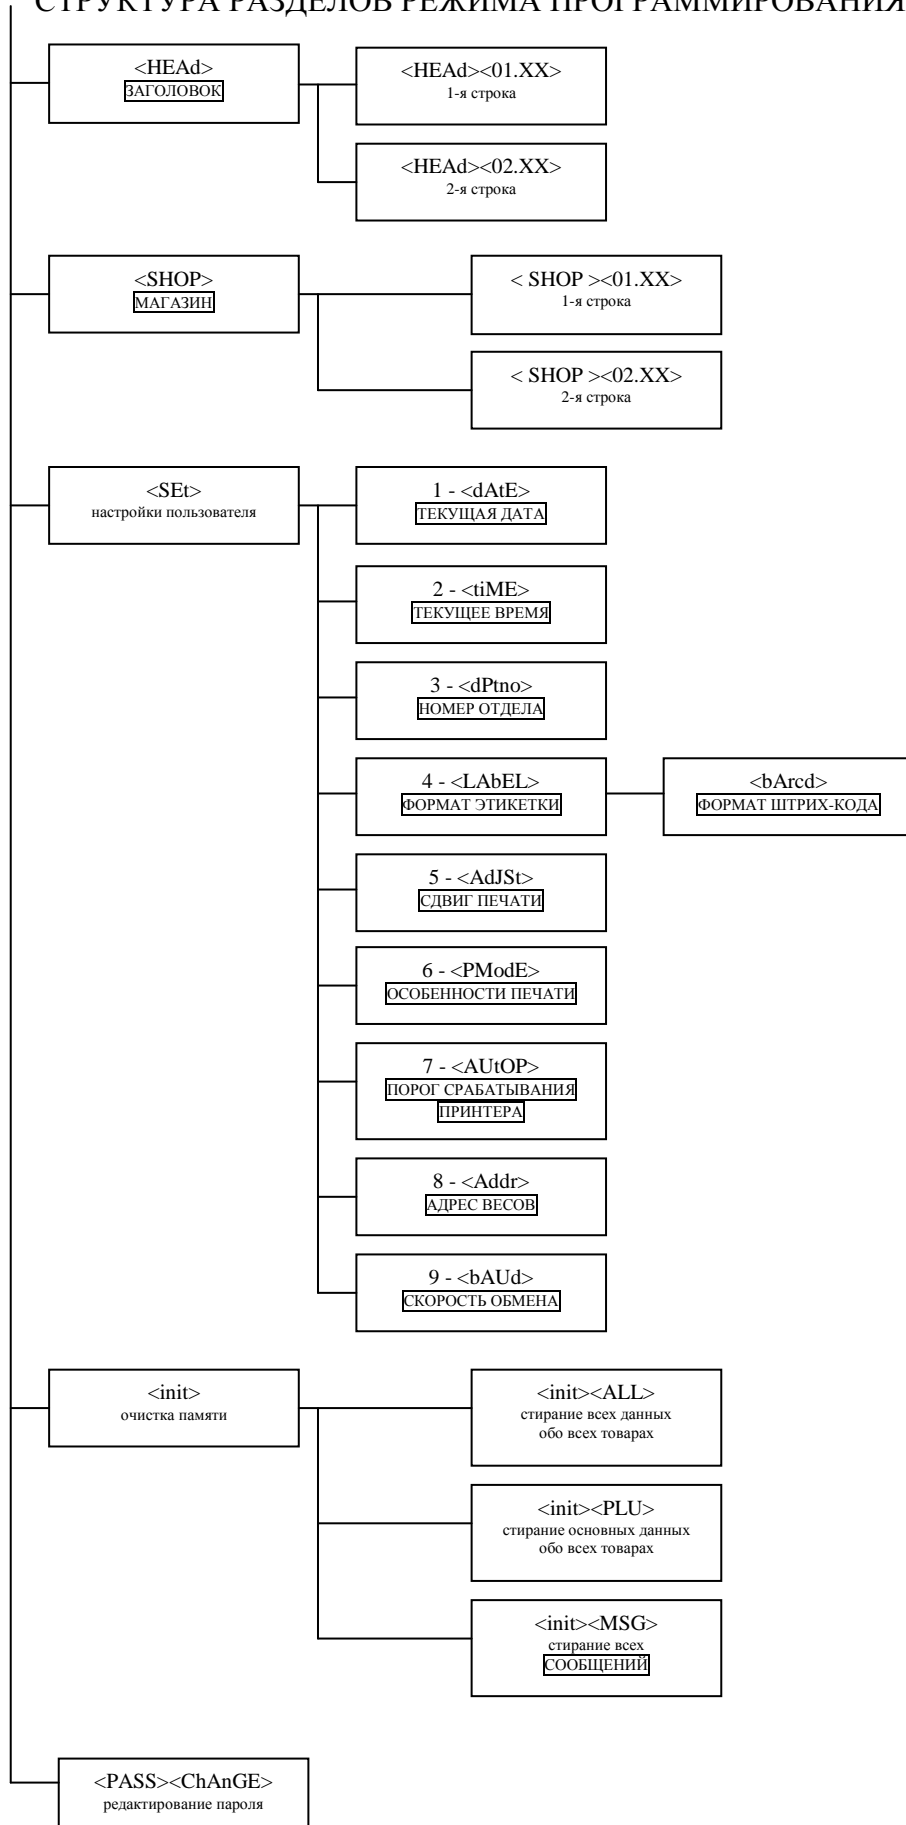 СТРУКТУРА РАЗДЕЛОВ РЕЖИМА ПРОГРАММИРОВАНИЯ
<HEAd>
ЗАГОЛОВОК
<HEAd><01.XX>
1-я строка
<HEAd><02.XX>
2-я строка
<SHOP>
МАГАЗИН
< SHOP ><01.XX>
1-я строка
< SHOP ><02.XX>
2-я строка
<SEt>
настройки пользователя
1 - <dAtE>
ТЕКУЩАЯ ДАТА
2 - <tiME>
ТЕКУЩЕЕ ВРЕМЯ
3 - <dPtno>
НОМЕР ОТДЕЛА
4 - <LAbEL>
ФОРМАТ ЭТИКЕТКИ
<bArcd>
ФОРМАТ ШТРИХ-КОДА
5 - <AdJSt>
СДВИГ ПЕЧАТИ
6 - <PModE>
ОСОБЕННОСТИ ПЕЧАТИ
7 - <AUtOP>
ПОРОГ СРАБАТЫВАНИЯ
ПРИНТЕРА
8 - <Addr>
АДРЕС ВЕСОВ
9 - <bAUd>
СКОРОСТЬ ОБМЕНА
<init>
очистка памяти
<init><ALL>
стирание всех данных
обо всех товарах
<init><PLU>
стирание основных данных
обо всех товарах
<init><MSG>
стирание всех
СООБЩЕНИЙ
<PASS><ChAnGE>
редактирование пароля